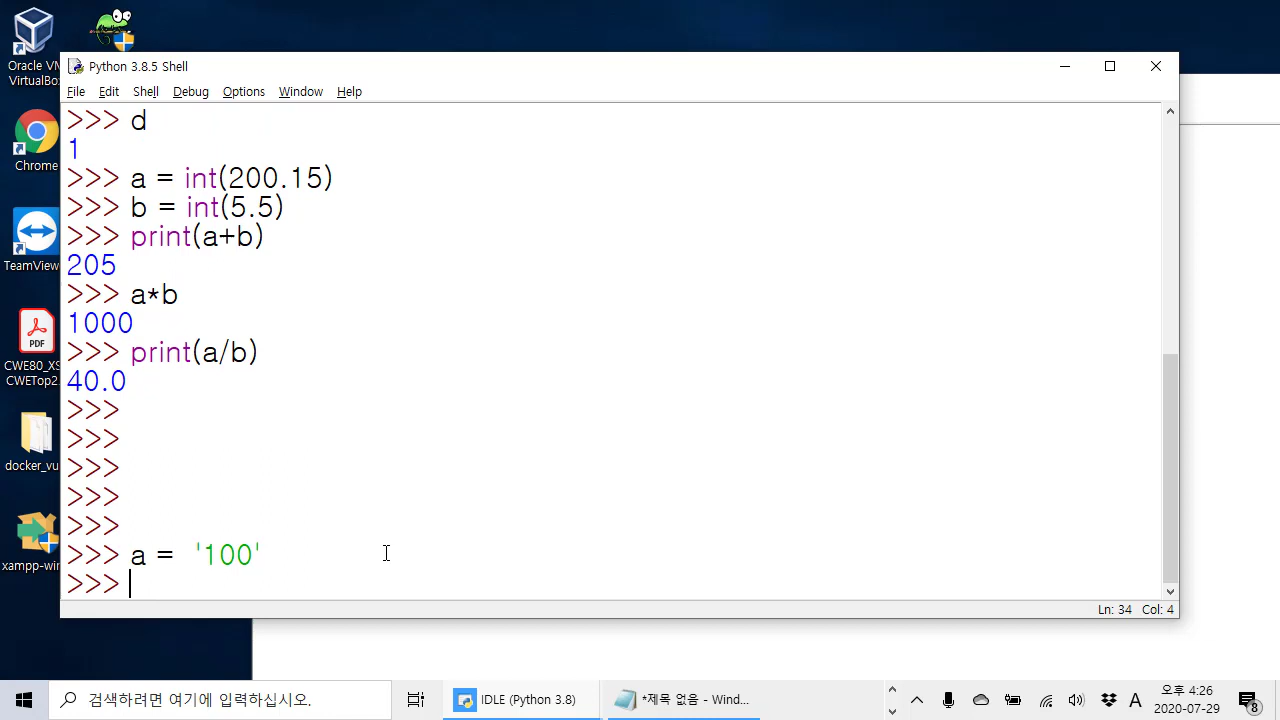 Oracle VM
VirtualBox
Chrome
TeamView
PDF
CWE80_XS
CWETop2
docker_vu
xampp-win
Python 3.8.5 Shell
File Edit Shell Debug Options Window Help
>>> d
1
>>> a = int(200.15)
>>> b = int(5.5)
>>> print(a+b)
205
>>> a*b
1000
>>> print(a/b)
40.0
>>>
>>>
>>>
>>>
>>>
>>> a =  '100'
>>>
Ln: 34 Col: 4
검색하려면 여기에 입력하십시오.
IDLE (Python 3.8)
*제목 없음 - Wind...
A
오후 4:26
2020-07-29
8